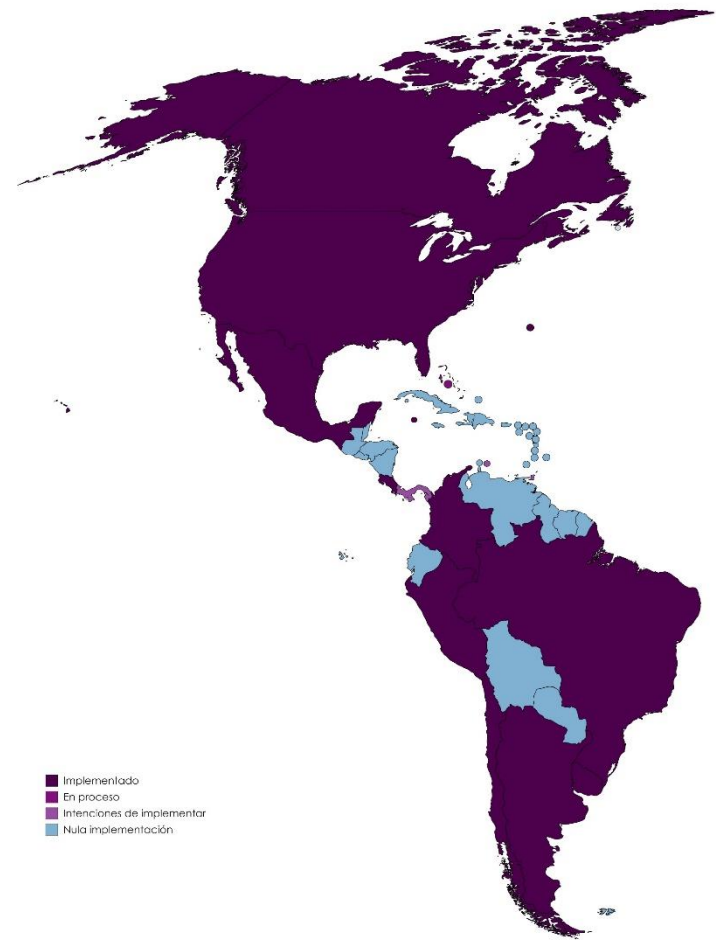 Implementado
En proceso
Intenciones de implementar
Nula implementación